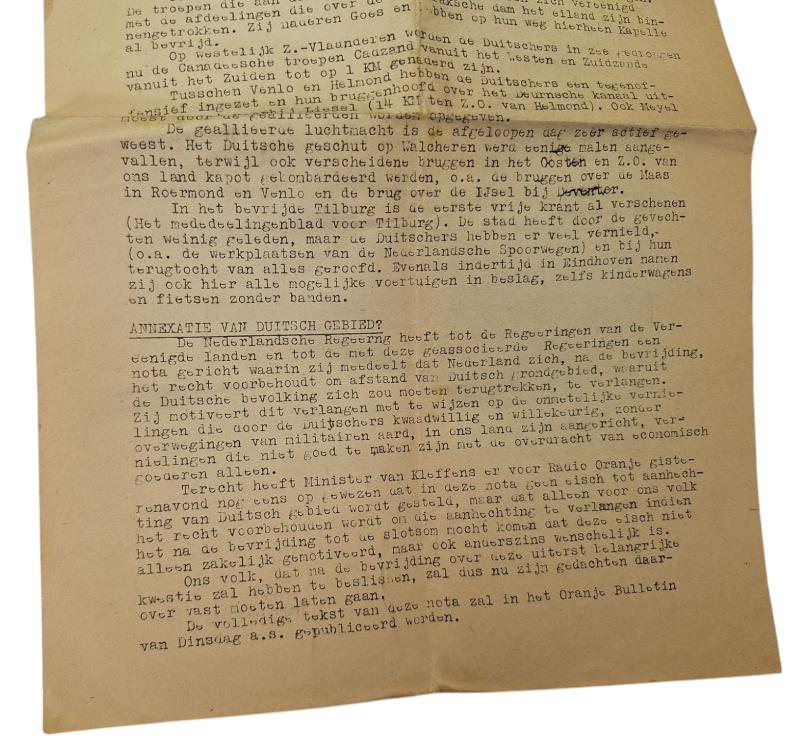 De troepen die aan de
met de afdeelingen die over de aksche dam het eiland zijn bin-
nengetrokken. Zij naderen Goes en hebben op hun weg hierheen Kapelle
al bevrijd.
Op westelijk Z.-Vlaanderen worden de Duitschers in zee gedrongen
nu de Canadeesche troepen Cadzand vanuit het Westen en Zuidzande
vanuit het Zuiden tot op 1 KM genaderd zijn.
Tusschen Venlo en Helmond hebben de Duitschers een tegenof-
fensief ingezet en hun bruggenhoofd over het Deurnesche kanaal uit-
Liesel (14 KM ten Z.O. van Helmond). Ook Meyel
moest door de geallieerden worden opgegeven.
De geallieerde luchtmacht is de afgeloopen dag zeer actief ge-
weest. Het Duitsche geschut op Walcheren werd eenige malen aange-
vallen, terwijl ook verscheidene bruggen in het Oosten en Z.O. van
ons land kapot gebombardeerd werden, o.a. de bruggen over de Maas
in Roermond en Venlo en de brug over de IJsel bij Deventer.
In het bevrijde Tilburg is de eerste vrije krant al verschenen
(Het mededeelingenblad voor Tilburg). De stad heeft door de gevech-
ten weinig geleden, maar de Duitschers hebben er veel vernield,-
(o.a. de werkplaatsen van de Nederlandsche Spoorwegen) en bij hun
terugtocht van alles geroofd. Evenals indertijd in Eindhoven namen
zij ook hier alle mogelijke voertuigen in beslag, zelfs kinderwagens
en fietsen zonder banden.
ANNEXATIE VAN DUITSCH GEBIED?
De Nederlandsche Regeerng heeft tot de Regeeringen van de Ver-
eenigde landen en tot de met deze geassocieerde Regeeringen een
nota gericht waarin zij meedeelt dat Nederland zich, na de bevrijding,
het recht voorbehoudt om afstand van Duitsch grondgebied, waaruit
de Duitsche bevolking zich zou moeten terugtrekken, te verlangen.
Zij motiveert dit verlangen met te wijzen op de onmetelijke vernie-
lingen die door de Duitschers kwaadwillig en willekeurig, zonder
overwegingen van militairen aard, in ons land zijn aangericht, ver-
nielingen die niet goed te maken zijn met de overdracht van economisch
goederen alleen.
Terecht heeft Minister van Kleffens er voor Radio Oranje giste-
renavond nog eens op gewezen dat in deze nota geen eisch tot aanhech-
ting van Duitsch gebied wordt gesteld, maar dat alleen voor ons volk
het recht voorbehouden wordt om die aanhechting te verlangen indien
het na de bevrijding tot de slotsom mocht komen dat deze eisch niet
alleen zakelijk gemotiveerd, maar ook anderszins wenschelijk is.
Ons volk, dat na de bevrijding over deze uiterst belangrijke
kwestie zal hebben te beslissen, zal dus nu zijn gedachten daar-
over vast moeten laten gaan.
De volledige tekst van deze nota zal in het Oranje Bulletin
van Dinsdag a.s. gepubliceerd worden.